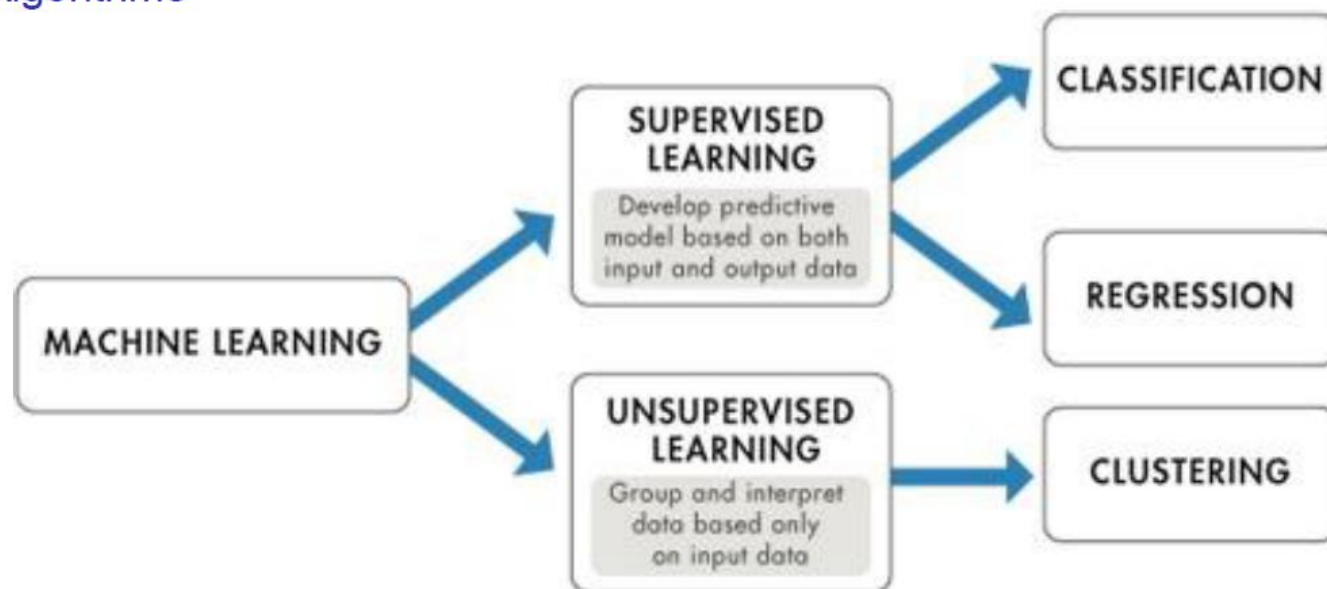 MACHINE LEARNING
SUPERVISED
LEARNING
Develop predictive
model based on both
input and output data
UNSUPERVISED
LEARNING
Group and interpret
data based only
on input data
CLASSIFICATION
REGRESSION
CLUSTERING